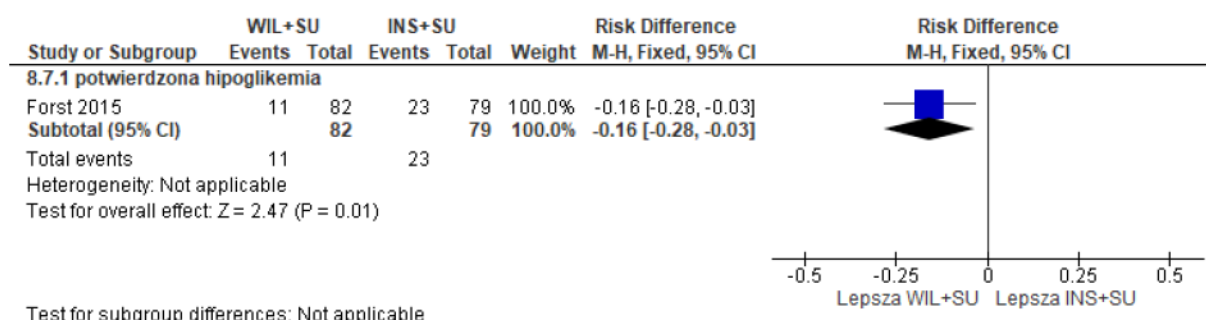 WIL+SU INS+SU Risk Difference Risk Difference
Study or Subgroup Events Total Events Total Weight M-H, Fixed, 95% CI M-H, Fixed, 95% CI
8.7.1 potwierdzona hipoglikemia
Forst 2015 11 82 23 79 100.0% -0.16 [-0.28, -0.03]
Subtotal (95% CI) 82 79 100.0% -0.16 [-0.28, -0.03]
Total events 11 23
Heterogeneity: Not applicable
Test for overall effect: Z = 2.47 (P = 0.01)
-0.5 -0.25 0 0.25 0.5
Lepsza WIL+SU Lepsza INS+SU
Test for subgroup differences: Not applicable